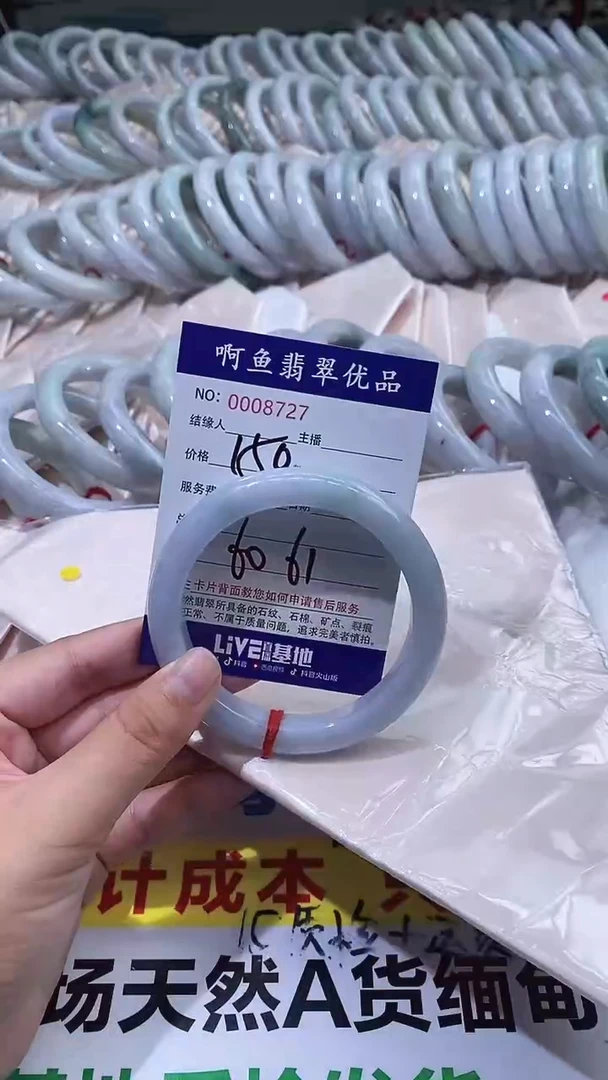 啊鱼翡翠优品
NO: 0008727
结缘人 主播
价格 1150
服务费 日期
60 61
卡片背面教您如何申请售后服务
然翡翠所具备的石纹、石棉、矿点、裂痕
正常、不属于质量问题，追求完美者慎拍。
LiVE 基地
抖音 抖音火山版
计成本
场天然A货缅甸